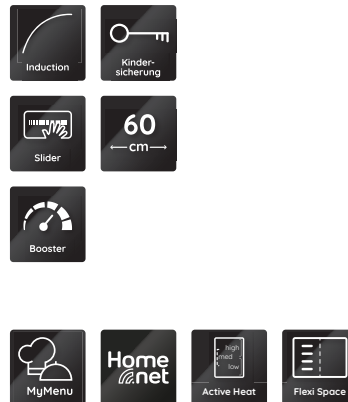 Induction
Kinder-
sicherung
Slider
60
cm
Booster
MyMenu
Home
net
high
med
low
Active Heat
Flexi Space